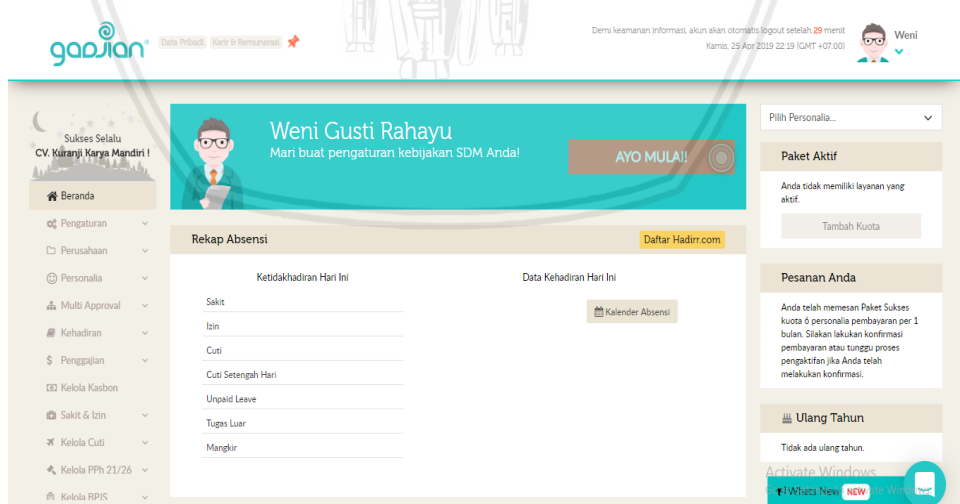 gadjian
Data Pribadi Karir & Remunerasi
Demi keamanan informasi, akun akan otomatis logout setelah 29 menit
Kamis, 25 Apr 2019 22:19 (GMT +07:00)
Weni
Sukses Selalu
CV. Kuranji Karya Mandiri !
Beranda
Pengaturan
Perusahaan
Personalia
Multi Approval
Kehadiran
Penggajian
Kelola Kasbon
Sakit & Izin
Kelola Cuti
Kelola PPh 21/26
Kelola BPJS
Weni Gusti Rahayu
Mari buat pengaturan kebijakan SDM Anda!
AYO MULAI!
Rekap Absensi
Daftar Hadirr.com
Ketidakhadiran Hari Ini
Sakit
Izin
Cuti
Cuti Setengah Hari
Unpaid Leave
Tugas Luar
Mangkir
Data Kehadiran Hari Ini
Kalender Absensi
Pilih Personalia...
Paket Aktif
Anda tidak memiliki layanan yang
aktif.
Tambah Kuota
Pesanan Anda
Anda telah memesan Paket Sukses
kuota 6 personalia pembayaran per 1
bulan. Silakan lakukan konfirmasi
pembayaran atau tunggu proses
pengaktifan jika Anda telah
melakukan konfirmasi.
Ulang Tahun
Tidak ada ulang tahun.
Activate Windows
What's New NEW